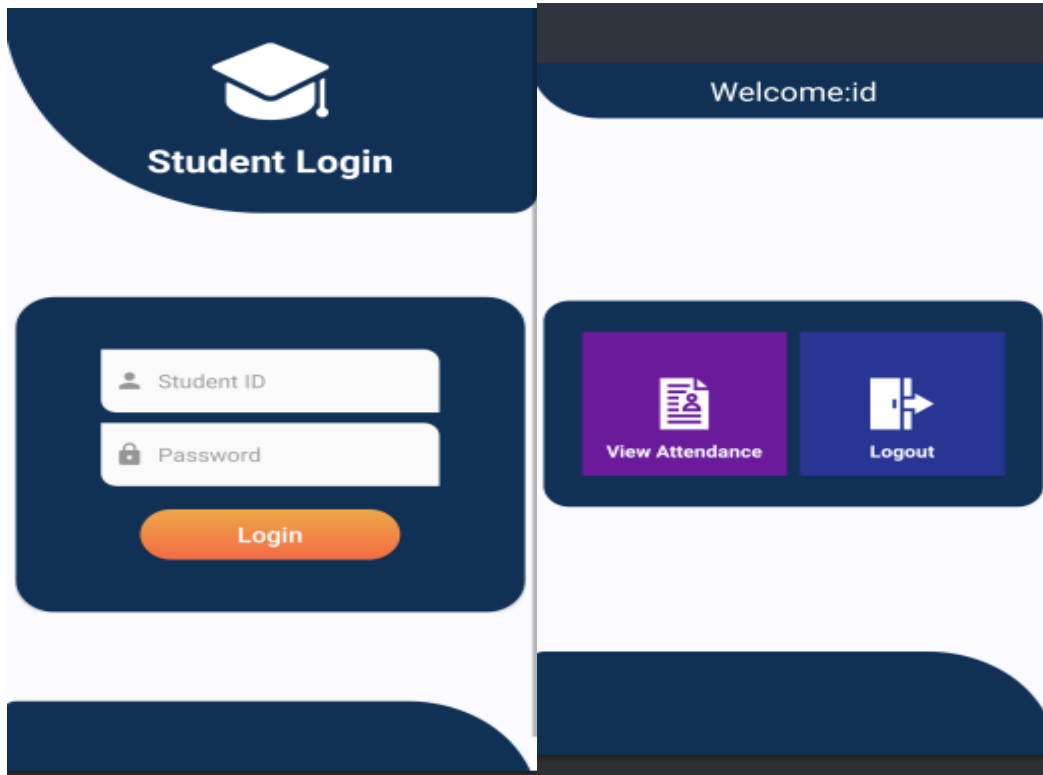 Student Login
Student ID
Password
Login
Welcome:id
View Attendance
Logout